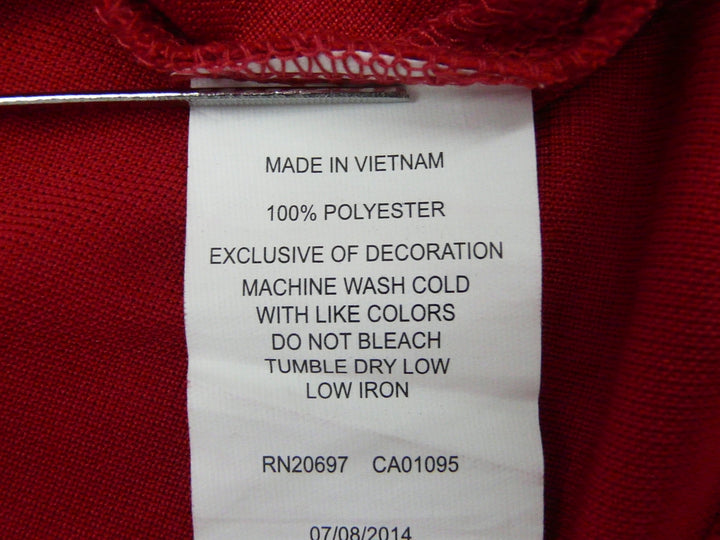 MADE IN VIETNAM
100% POLYESTER
EXCLUSIVE OF DECORATION
MACHINE WASH COLD
WITH LIKE COLORS
DO NOT BLEACH
TUMBLE DRY LOW
LOW IRON
RN20697 CA01095
07/08/2014